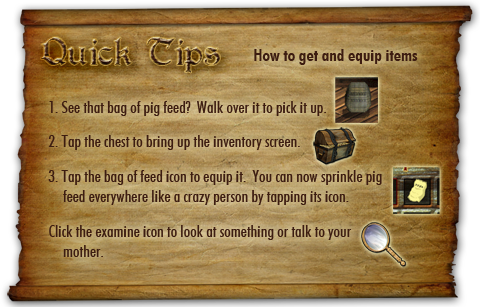 Quick Tips
How to get and equip items
1. See that bag of pig feed? Walk over it to pick it up.
2. Tap the chest to bring up the inventory screen.
3. Tap the bag of feed icon to equip it. You can now sprinkle pig
feed everywhere like a crazy person by tapping its icon.
Click the examine icon to look at something or talk to your
mother.